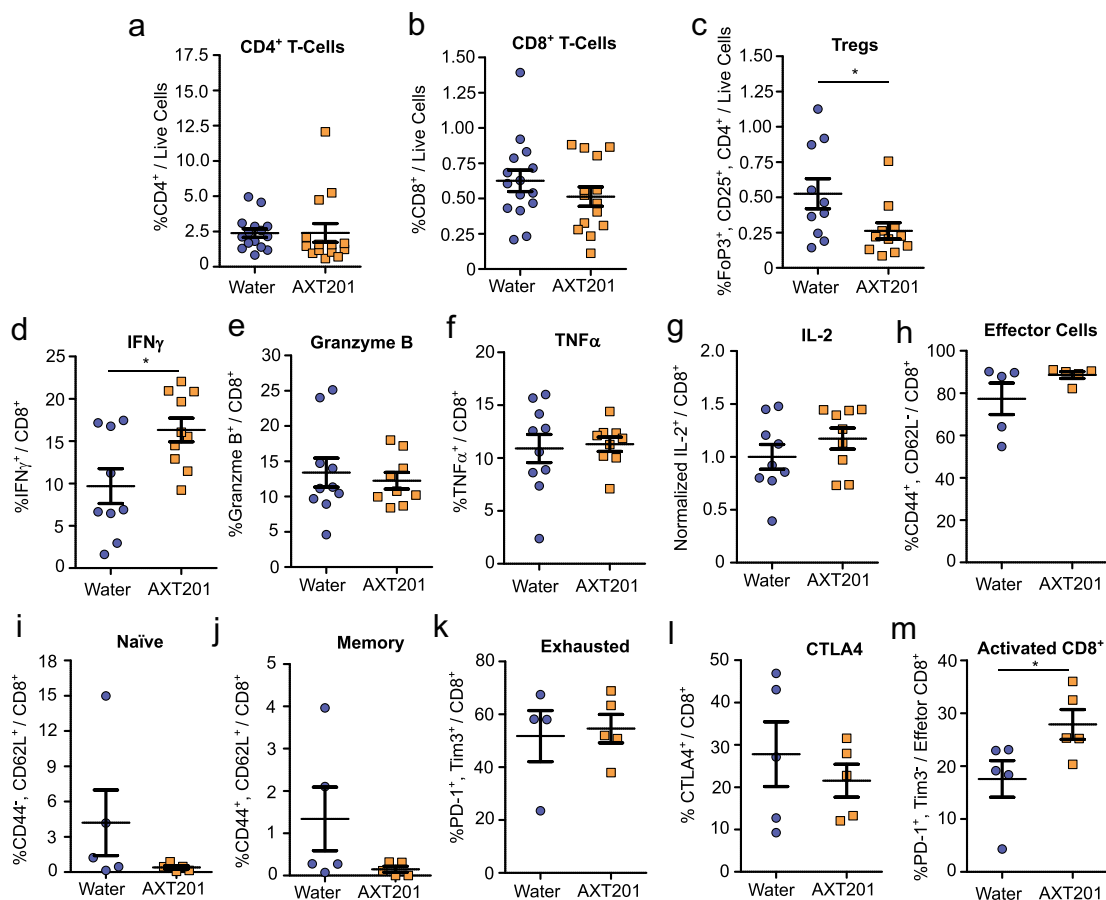 a
CD4⁺ T-Cells
%CD4⁺ / Live Cells
17.5
15.0
12.5
10.0
7.5
5.0
2.5
0
Water
AXT201
b
CD8⁺ T-Cells
%CD8⁺ / Live Cells
1.50
1.25
1.00
0.75
0.50
0.25
0
Water
AXT201
c
Tregs
%FoP3⁺, CD25⁺, CD4⁺ / Live Cells
1.50
1.25
1.00
0.75
0.50
0.25
0
*
Water
AXT201
d
IFNγ
%IFNγ⁺ / CD8⁺
25
20
15
10
5
0
*
Water
AXT201
e
Granzyme B
%Granzyme B⁺ / CD8⁺
35
30
25
20
15
10
5
0
Water
AXT201
f
TNFα
%TNFα⁺ / CD8⁺
20
15
10
5
0
Water
AXT201
g
IL-2
Normalized IL-2⁺ / CD8⁺
2.0
1.5
1.0
0.5
0
Water
AXT201
h
Effector Cells
%CD44⁺, CD62L⁻ / CD8⁺
100
80
60
40
20
0
Water
AXT201
i
Naïve
%CD44⁻, CD62L⁺ / CD8⁺
18
15
12
9
6
3
0
Water
AXT201
j
Memory
%CD44⁺, CD62L⁺ / CD8⁺
5
4
3
2
1
0
Water
AXT201
k
Exhausted
%PD-1⁺, Tim3⁺ / CD8⁺
80
60
40
20
0
Water
AXT201
l
CTLA4
% CTLA4⁺ / CD8⁺
50
40
30
20
10
0
Water
AXT201
m
Activated CD8⁺
%PD-1⁺, Tim3⁻ / Effetor CD8⁺
40
30
20
10
0
*
Water
AXT201